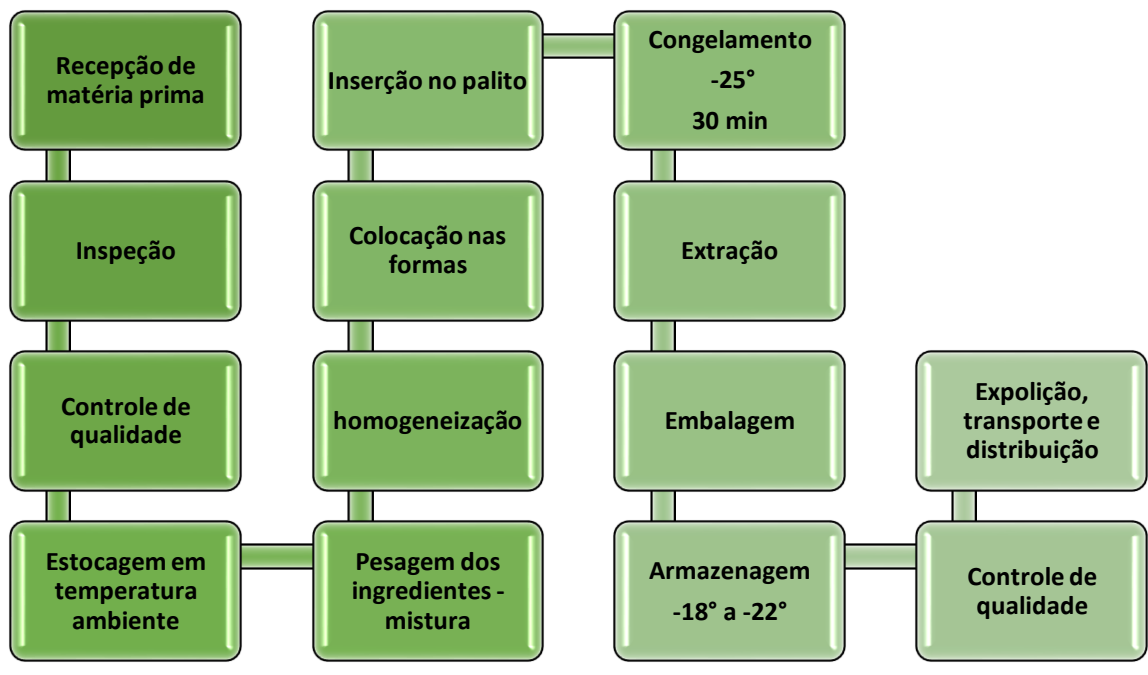 Recepção de
matéria prima
Inspeção
Controle de
qualidade
Estocagem em
temperatura
ambiente
Pesagem dos
ingredientes -
mistura
homogeneização
Colocação nas
formas
Inserção no palito
Congelamento
-25°
30 min
Extração
Embalagem
Armazenagem
-18° a -22°
Controle de
qualidade
Expolição,
transporte e
distribuição